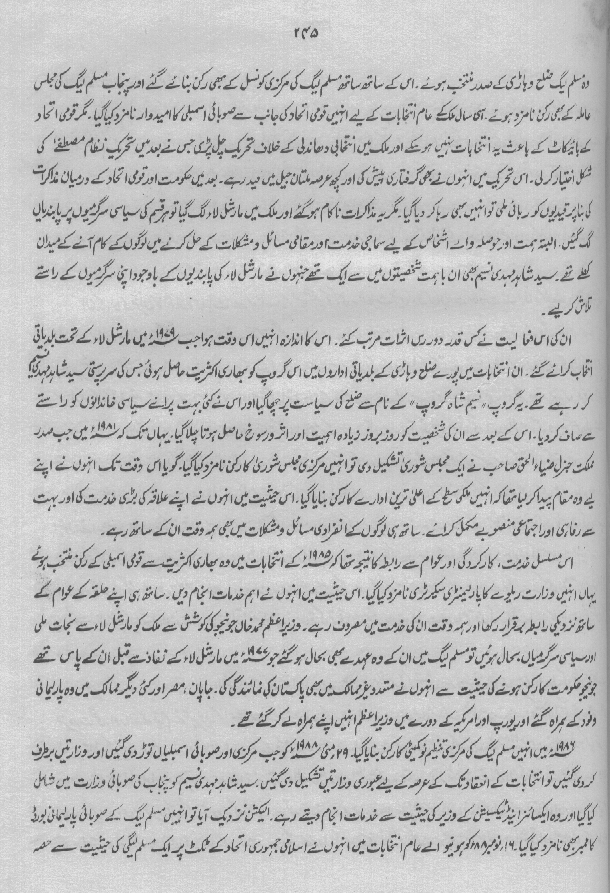 ۲۴۵
وہ مسلم لیگ ضلع وہاڑی کے صدر منتخب ہوئے۔ اس کے ساتھ ساتھ مسلم لیگ کی مرکزی کونسل کے بھی رکن بنائے گئے اور پنجاب مسلم لیگ کی مجلس
عاملہ کے بھی رکن نامزد ہوئے۔ اسی سال ملک کے عام انتخابات کے لیے انہیں قومی اتحاد کی جانب سے صوبائی اسمبلی کا امیدوار نامزد کیا گیا۔ مگر قومی اتحاد
کے بائیکاٹ کے باعث یہ انتخابات نہیں ہو سکے اور ملک میں انتخابی دھاندلی کے خلاف تحریک چل پڑی جس نے بعد میں تحریک نظام مصطفےٰ کی
شکل اختیار کر لی۔ اس تحریک میں انہوں نے بھی گرفتاری پیش کی اور کچھ عرصہ ملتان جیل میں قید رہے۔ بعد میں حکومت اور قومی اتحاد کے درمیان مذاکرات
کی بنا پر قیدیوں کو رہائی ملی تو انہیں بھی رہا کر دیا گیا۔ مگر یہ مذاکرات ناکام ہو گئے اور ملک میں مارشل لاء لگ گیا تو ہر قسم کی سیاسی سرگرمیوں پر پابندیاں
لگ گئیں۔ البتہ ہمت اور حوصلہ والے اشخاص کے لیے سماجی خدمت اور مقامی مسائل و مشکلات کے حل کرنے میں لوگوں کے کام آنے کے میدان
کھلے تھے۔ سید شاہد مہدی نسیم بھی ان باہمت شخصیتوں میں سے ایک تھے جنہوں نے مارشل لاء کی پابندیوں کے باوجود اپنی سرگرمیوں کے راستے
تلاش کر لیے۔
ان کی اس فعالیت نے کس قدر دور رس اثرات مرتب کئے۔ اس کا اندازہ انہیں اس وقت ہوا جب ۱۹۷۹ء میں مارشل لاء کے تحت بلدیاتی
انتخاب کرائے گئے۔ ان انتخابات میں پورے ضلع وہاڑی کے بلدیاتی اداروں میں اس گروپ کو بھاری اکثریت حاصل ہوئی جس کی سرپرستی سید شاہد مہدی نسیم
کر رہے تھے۔ یہ گروپ "نسیم شاہ گروپ" کے نام سے ضلع کی سیاست پر چھا گیا اور اس نے کئی بہت پرانے سیاسی خاندانوں کو راستے
سے صاف کر دیا۔ اس کے بعد سے ان کی شخصیت کو روز بروز زیادہ اہمیت اور اثر و رسوخ حاصل ہوتا چلا گیا۔ یہاں تک کہ ۱۹۸۱ء میں جب صدر
مملکت جنرل ضیاء الحق صاحب نے ایک مجلس شوریٰ تشکیل دی تو انہیں مرکزی مجلس شوریٰ کا رکن نامزد کیا گیا۔ گویا اس وقت تک انہوں نے اپنے
لیے وہ مقام پیدا کر لیا تھا کہ انہیں ملکی سطح کے اعلیٰ ترین ادارے کا رکن بنایا گیا۔ اس حیثیت میں انہوں نے اپنے علاقہ کی بڑی خدمت کی اور بہت
سے رفاہی اور اجتماعی منصوبے مکمل کرائے۔ ساتھ ہی لوگوں کے انفرادی مسائل و مشکلات میں بھی ہمہ وقت ان کے ساتھ رہے۔
اس مسلسل خدمت، کارکردگی اور عوام سے رابطہ کا نتیجہ تھا کہ ۱۹۸۵ء کے انتخابات میں وہ بھاری اکثریت سے قومی اسمبلی کے رکن منتخب ہوئے
یہاں انہیں وزارت ریلوے کا پارلیمنٹری سیکرٹری نامزد کیا گیا۔ اس حیثیت میں انہوں نے اہم خدمات انجام دیں۔ ساتھ ہی اپنے حلقہ کے عوام کے
ساتھ نزدیکی رابطہ برقرار رکھا اور ہمہ وقت ان کی خدمت میں مصروف رہے۔ وزیراعظم محمد خان جونیجو کی کوشش سے ملک کو مارشل لاء سے نجات ملی
اور سیاسی سرگرمیاں بحال ہوئیں تو مسلم لیگ میں ان کے وہ عہدے بھی بحال ہو گئے جو ۱۹۷۷ء میں مارشل لاء کے نفاذ سے قبل ان کے پاس تھے
جونیجو حکومت کا رکن ہونے کی حیثیت سے انہوں نے متعدد غیر ممالک میں بھی پاکستان کی نمائندگی کی۔ جاپان، مصر اور کئی دیگر ممالک میں وہ پارلیمانی
وفود کے ہمراہ گئے اور یورپ اور امریکہ کے دورے میں وزیراعظم انہیں اپنے ہمراہ لے کر گئے تھے۔
۱۹۸۶ء میں انہیں مسلم لیگ کی مرکزی تنظیم نو کمیٹی کا رکن بنایا گیا۔ ۲۹ مئی ۱۹۸۸ء کو جب مرکزی اور صوبائی اسمبلیاں توڑ دی گئیں اور وزارتیں برطرف
کر دی گئیں تو انتخابات کے انعقاد تک کے عرصہ کے لیے عبوری وزارتیں تشکیل دی گئیں۔ سید شاہد مہدی نسیم کو پنجاب کی صوبائی وزارت میں شامل
کیا گیا اور وہ ایکسائز اینڈ ٹیکسیشن کے وزیر کی حیثیت سے خدمات انجام دیتے رہے۔ الیکشن نزدیک آیا تو انہیں مسلم لیگ کے صوبائی پارلیمانی بورڈ
کا ممبر بھی نامزد کیا گیا۔ ۱۶ نومبر ۸۸ء کو ہونے والے عام انتخابات میں انہوں نے اسلامی جمہوری اتحاد کے ٹکٹ پر ایک مسلم لیگی کی حیثیت سے حصہ